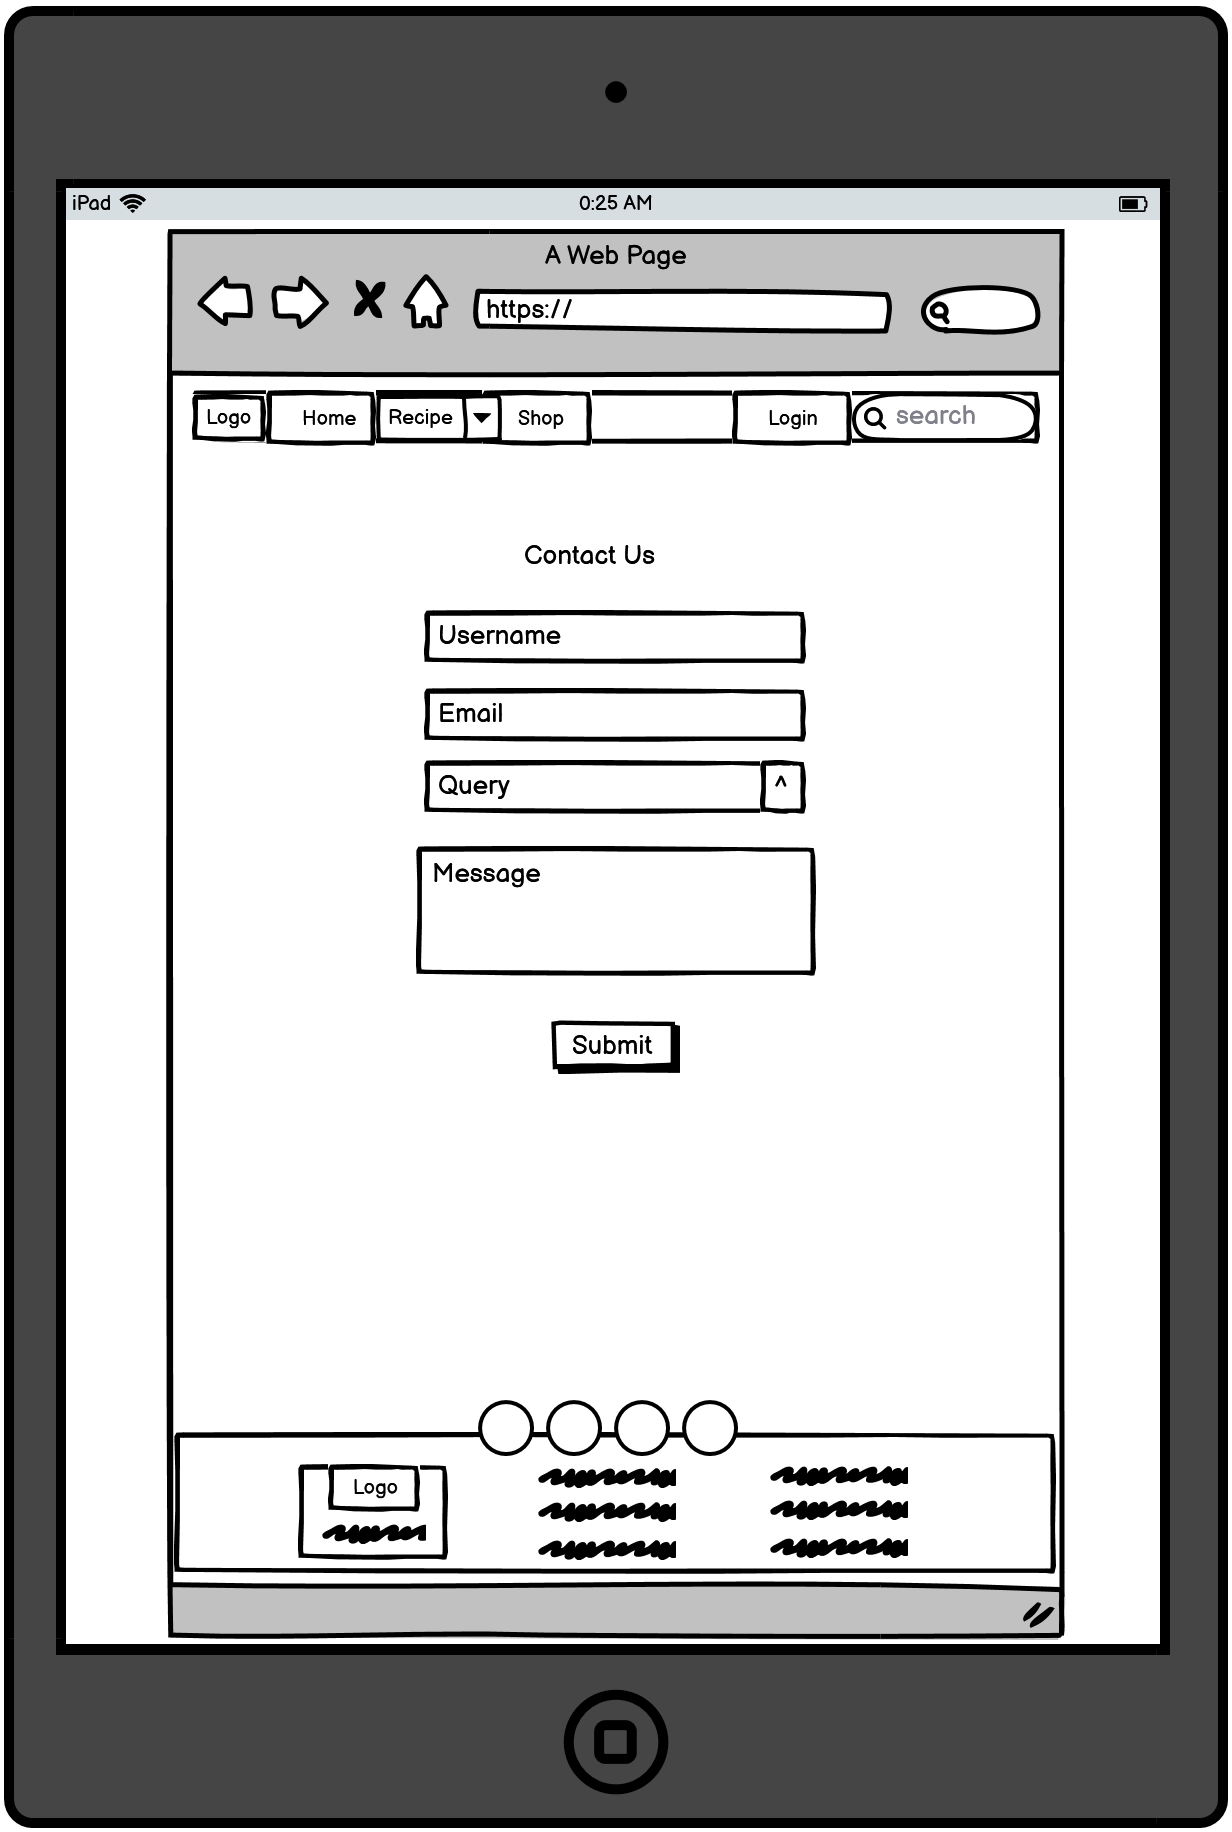 iPad 0:25 AM
A Web Page
https://
Logo Home Recipe Shop Login search
Contact Us
Username
Email
Query ^
Message
Submit
Logo